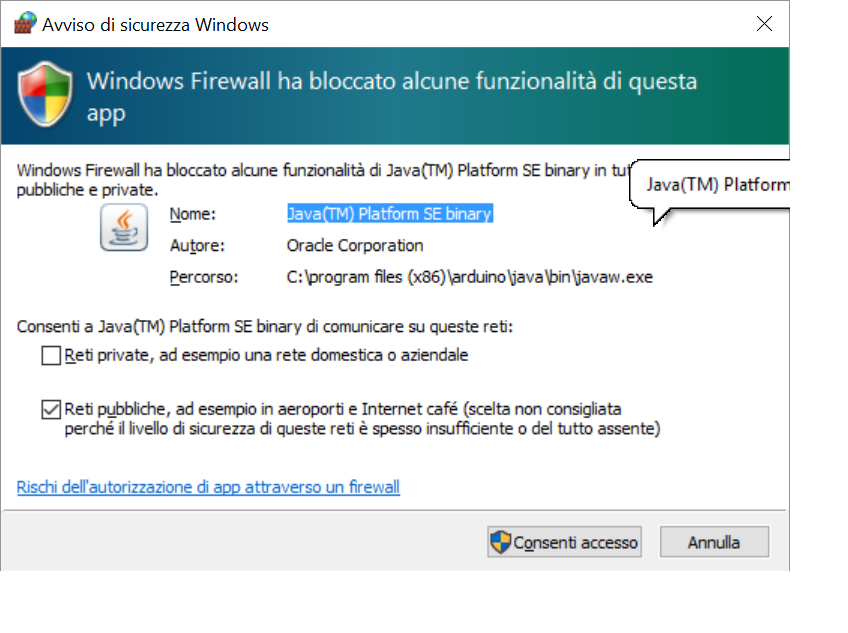 Avviso di sicurezza Windows
Windows Firewall ha bloccato alcune funzionalità di questa
app
Windows Firewall ha bloccato alcune funzionalità di Java(TM) Platform SE binary in
pubbliche e private.
Java(TM) Platform
Nome: Java(TM) Platform SE binary
Autore: Oracle Corporation
Percorso: C:\program files (x86)\arduino\java\bin\javaw.exe
Consenti a Java(TM) Platform SE binary di comunicare su queste reti:
Reti private, ad esempio una rete domestica o aziendale
Reti pubbliche, ad esempio in aeroporti e Internet café (scelta non consigliata
perché il livello di sicurezza di queste reti è spesso insufficiente o del tutto assente)
Rischi dell'autorizzazione di app attraverso un firewall
Consenti accesso
Annulla